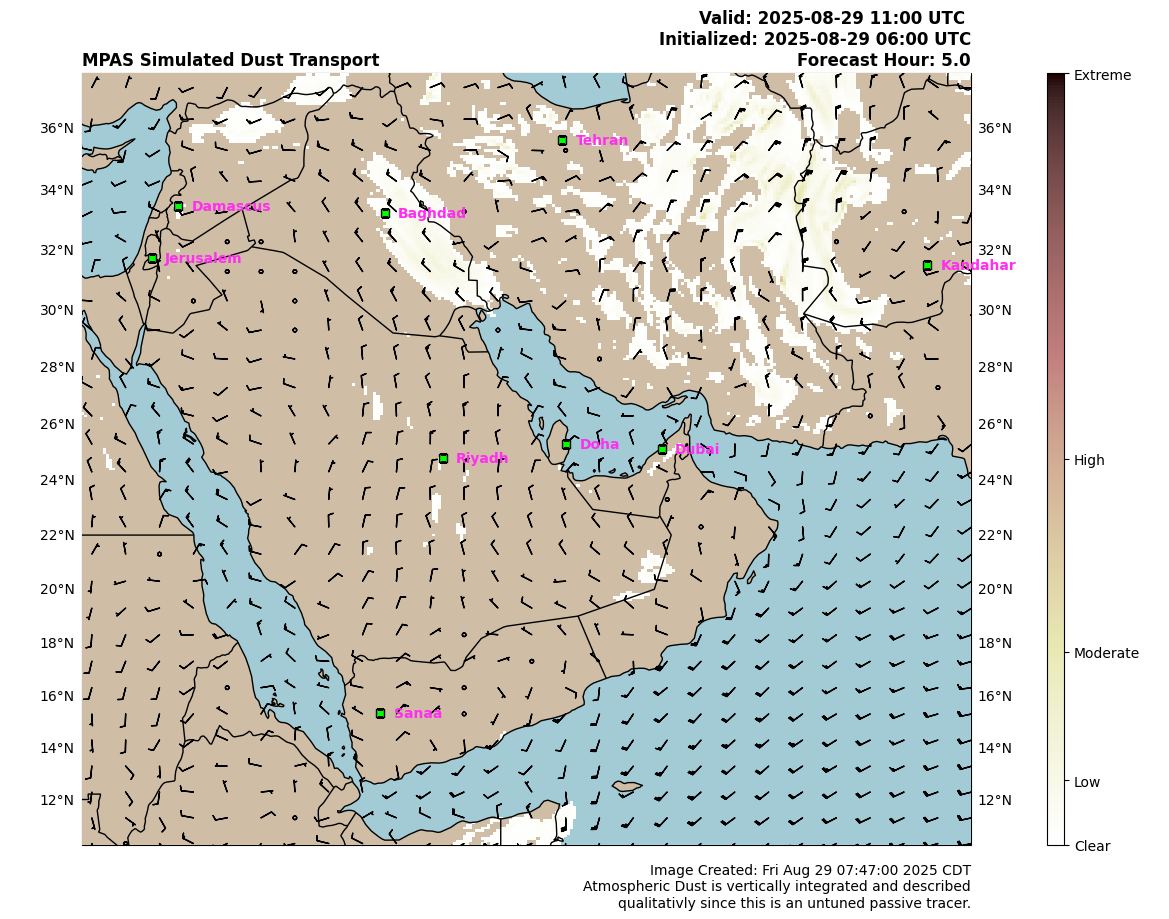 Valid: 2025-08-29 11:00 UTC
Initialized: 2025-08-29 06:00 UTC
MPAS Simulated Dust Transport Forecast Hour: 5.0
Extreme
36°N 36°N
Tehran
34°N 34°N
Damascus
Baghdad
32°N 32°N
Jerusalem
Kandahar
30°N 30°N
28°N 28°N
26°N 26°N
Doha
Dubai
Riyadh
High
24°N 24°N
22°N 22°N
20°N 20°N
18°N 18°N
Moderate
16°N 16°N
Sanaa
14°N 14°N
Low
12°N 12°N
Clear
Image Created: Fri Aug 29 07:47:00 2025 CDT
Atmospheric Dust is vertically integrated and described
qualitativly since this is an untuned passive tracer.